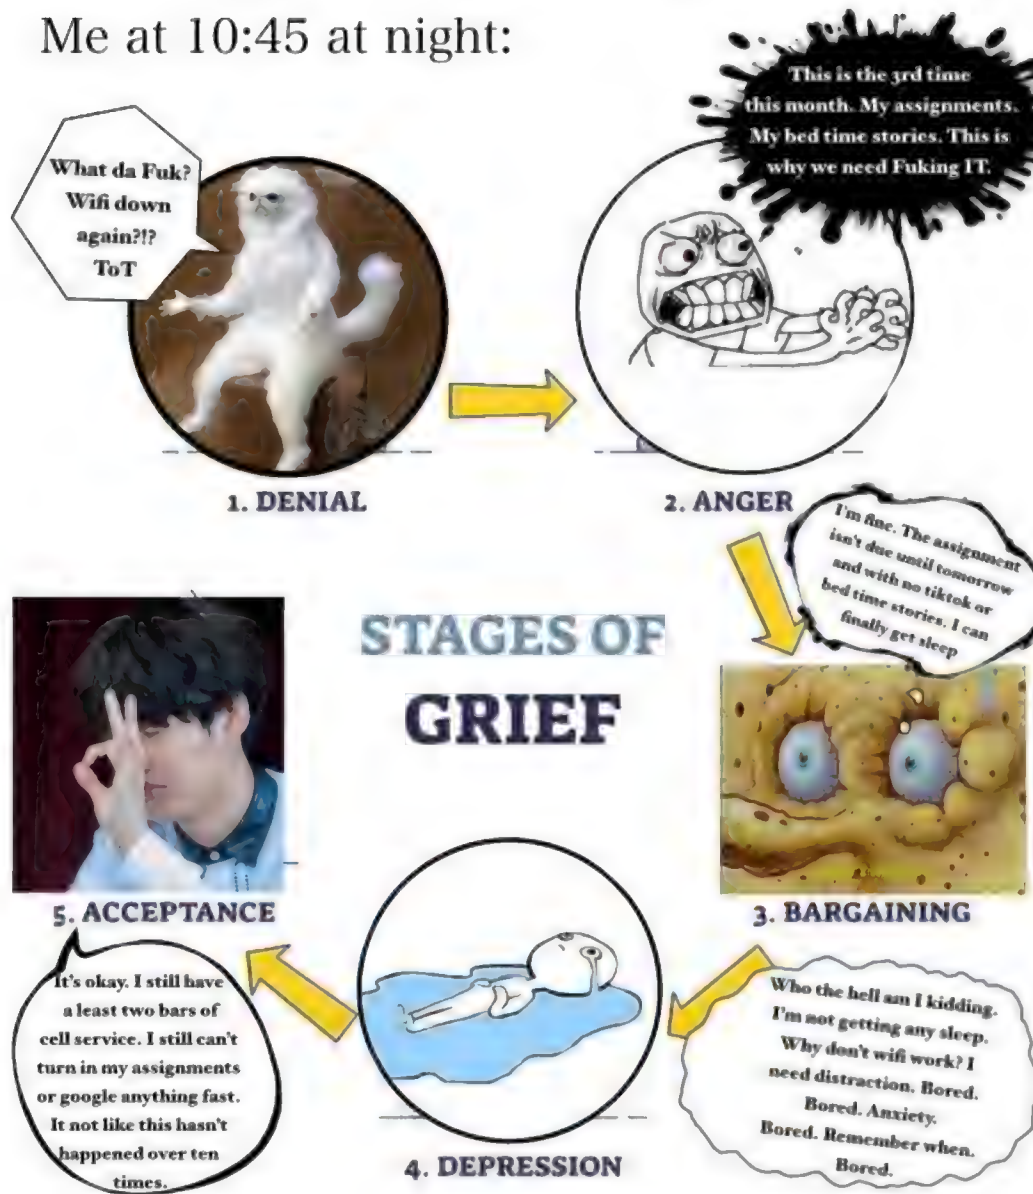 Me at 10:45 at night:
What da Fuk?
Wifi down
again?!?
ToT
1. DENIAL
This is the 3rd time
this month. My assignments.
My bed time stories. This is
why we need Fuking IT.
2. ANGER
I'm fine. The assignment
isn't due until tomorrow
and with no tiktok or
bed time stories. I can
finally get sleep
3. BARGAINING
STAGES OF
GRIEF
Who the hell am I kidding.
I'm not getting any sleep.
Why don't wifi work? I
need distraction. Bored.
Bored. Anxiety.
Bored. Remember when.
Bored.
4. DEPRESSION
5. ACCEPTANCE
It's okay. I still have
a least two bars of
cell service. I still can't
turn in my assignments
or google anything fast.
It not like this hasn't
happened over ten
times.